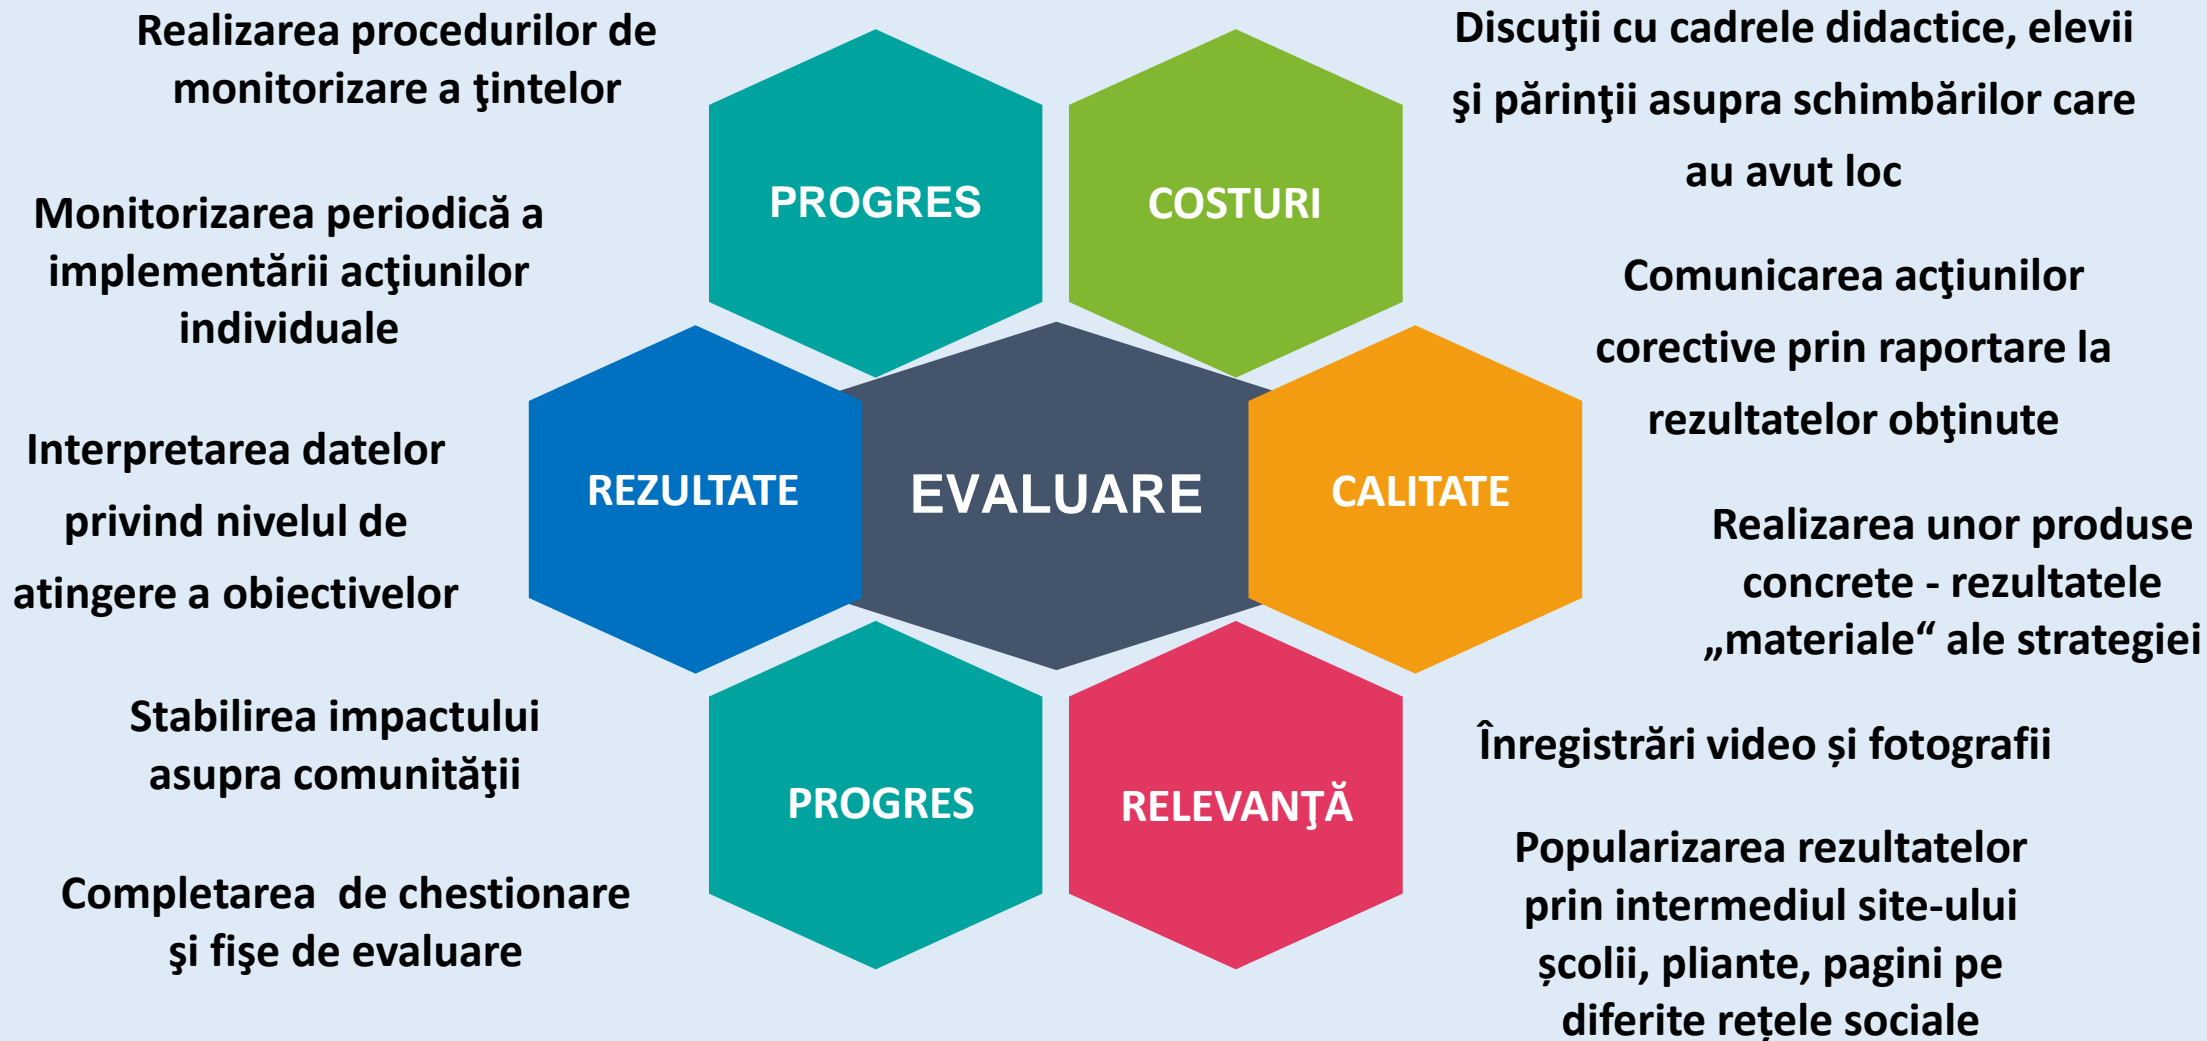 Realizarea procedurilor de
monitorizare a ţintelor
Monitorizarea periodică a
implementării acţiunilor
individuale
Interpretarea datelor
privind nivelul de
atingere a obiectivelor
Stabilirea impactului
asupra comunităţii
Completarea  de chestionare
şi fişe de evaluare
PROGRES
COSTURI
REZULTATE
EVALUARE
CALITATE
PROGRES
RELEVANŢĂ
Discuţii cu cadrele didactice, elevii
şi părinţii asupra schimbărilor care
au avut loc
Comunicarea acţiunilor
corective prin raportare la
rezultatelor obţinute
Realizarea unor produse
concrete - rezultatele
„materiale“ ale strategiei
Înregistrări video și fotografii
Popularizarea rezultatelor
prin intermediul site-ului
școlii, pliante, pagini pe
diferite rețele sociale